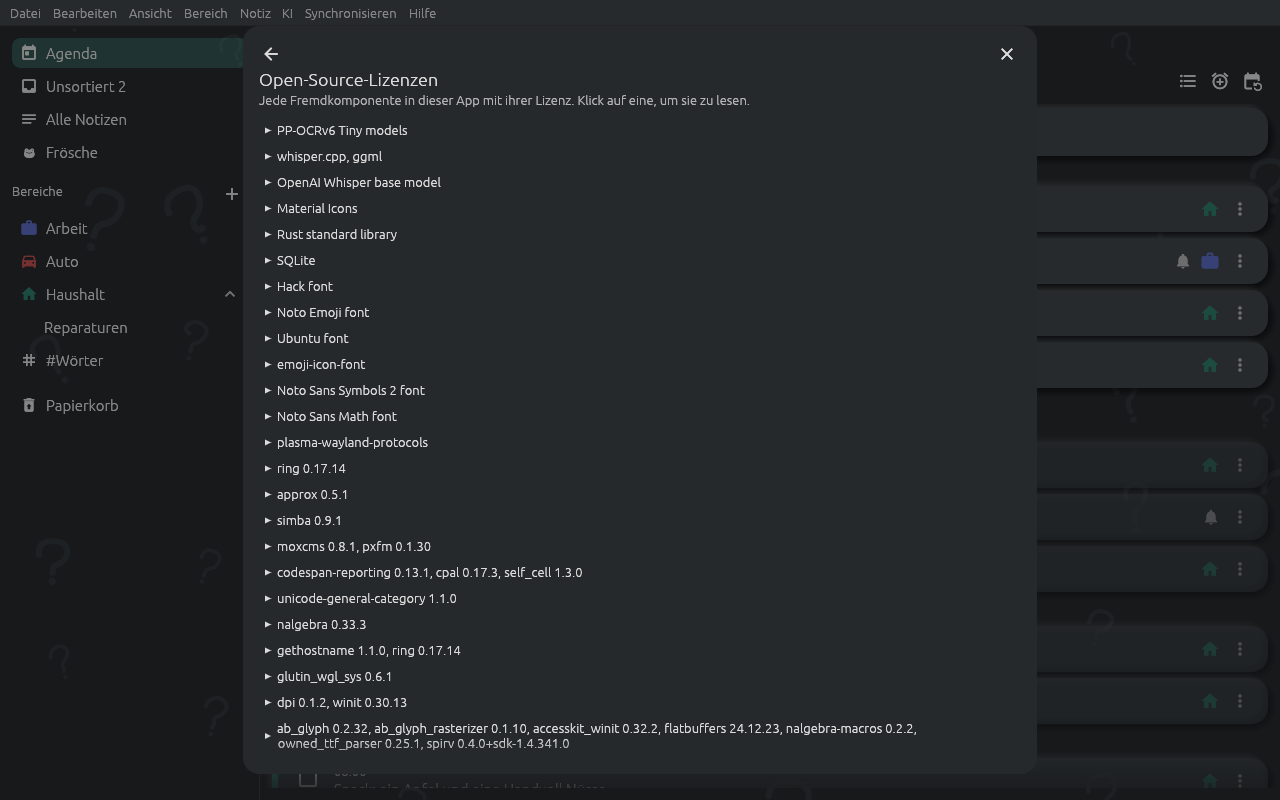 Datei Bearbeiten Ansicht Bereich Notiz KI Synchronisieren Hilfe
Agenda
Unsortiert 2
Alle Notizen
Frösche
Bereiche
Arbeit
Auto
Haushalt
Reparaturen
#Wörter
Papierkorb
Open-Source-Lizenzen
Jede Fremdkomponente in dieser App mit ihrer Lizenz. Klick auf eine, um sie zu lesen.
PP-OCRv6 Tiny models
whisper.cpp, ggml
OpenAI Whisper base model
Material Icons
Rust standard library
SQLite
Hack font
Noto Emoji font
Ubuntu font
emoji-icon-font
Noto Sans Symbols 2 font
Noto Sans Math font
plasma-wayland-protocols
ring 0.17.14
approx 0.5.1
simba 0.9.1
moxcms 0.8.1, pxfm 0.1.30
codespan-reporting 0.13.1, cpal 0.17.3, self_cell 1.3.0
unicode-general-category 1.1.0
nalgebra 0.33.3
gethostname 1.1.0, ring 0.17.14
glutin_wgl_sys 0.6.1
dpi 0.1.2, winit 0.30.13
ab_glyph 0.2.32, ab_glyph_rasterizer 0.1.10, accesskit_winit 0.32.2, flatbuffers 24.12.23, nalgebra-macros 0.2.2,
owned_ttf_parser 0.25.1, spirv 0.4.0+sdk-1.4.341.0